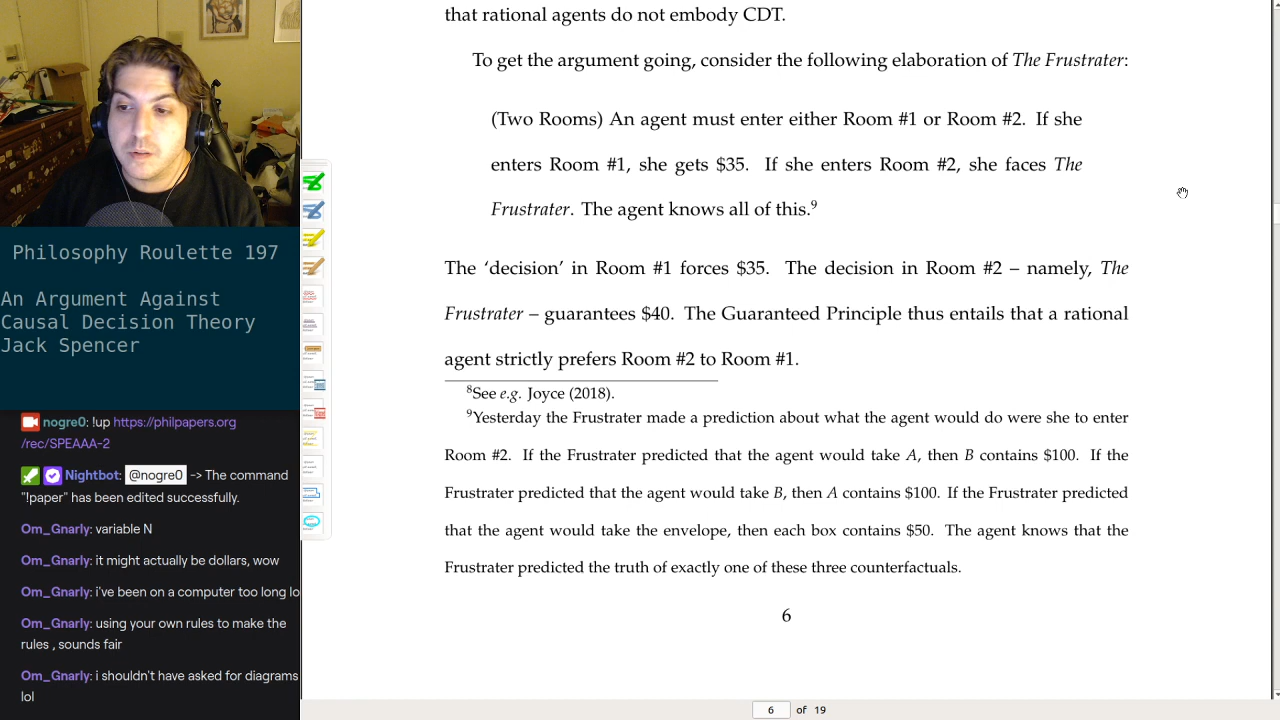 that rational agents do not embody CDT.
To get the argument going, consider the following elaboration of The Frustrater:
(Two Rooms) An agent must enter either Room #1 or Room #2. If she
enters Room #1, she gets $35. If she enters Room #2, she faces The
Frustrater. The agent knows all of this.⁹
The ‘decision’ in Room #1 forces $35. The decision in Room #2 – namely, The
Frustrater – guarantees $40. The Guaranteed Principle thus entails that a rational
agent strictly prefers Room #2 to Room #1.
⁸See e.g. Joyce (2018).
⁹Yesterday the Frustrater made a prediction about what the agent would do were she to enter
Room #2. If the Frustrater predicted that the agent would take A, then B contains $100. If the
Frustrater predicted that the agent would take B, then A contains $100. If the Frustrater predicted
that the agent would take the envelope, then each box contains $50. The agent knows that the
Frustrater predicted the truth of exactly one of these three counterfactuals.
6
6 of 19
Philosophy Roulette 197
An Argument Against
Causal Decision Theory
Jack Spencer
nogre0: !up https://philpapers.org
/rec/SPEAAA-2
Nightbot: @nogre0 -> The command
"!paper" has been edited successfully.
Om_Gnarly: variable N
Om_Gnarly: it might actually be dollars, wow
Om_Gnarly: i've been on a computer too long lo
Om_Gnarly: using your own rules to make the
rules , sounds fair
Om_Gnarly: i shouldn't have asked for diagrams
lol